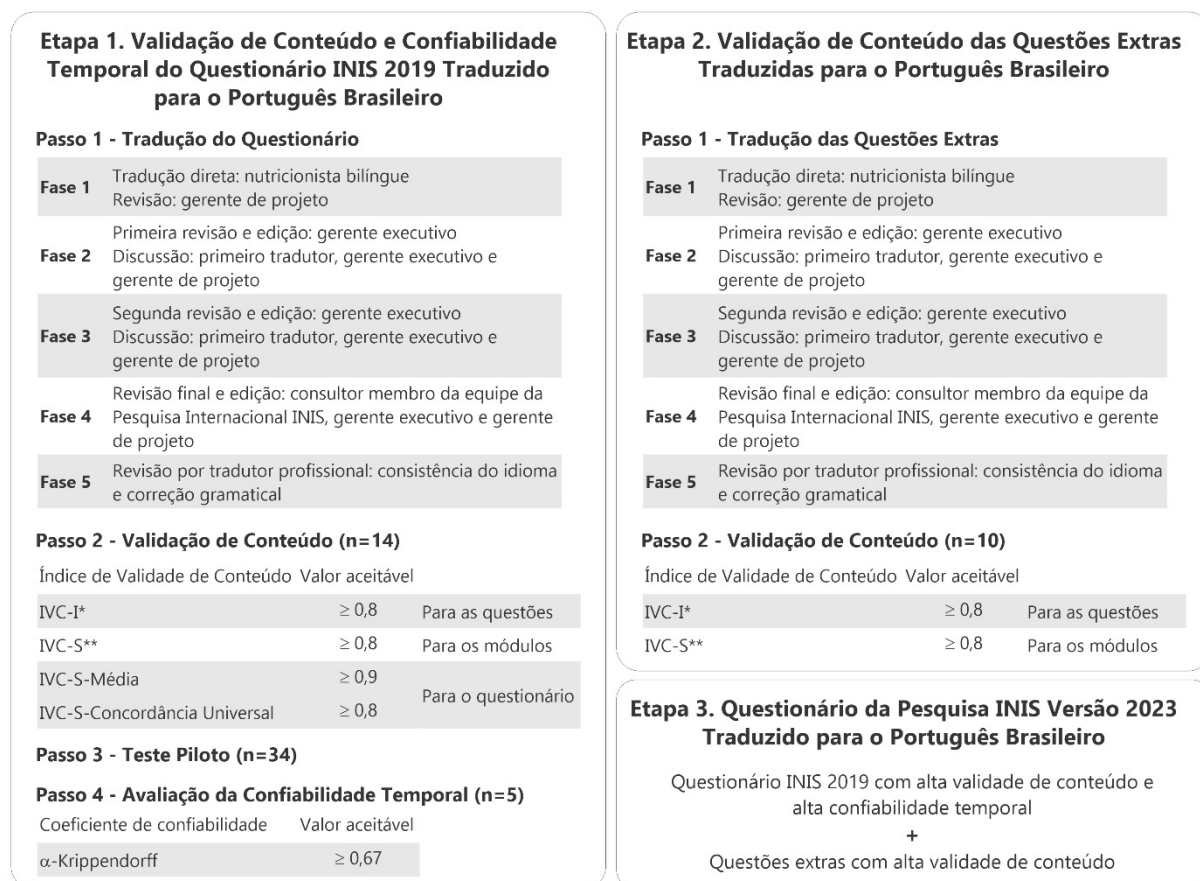 Etapa 1. Validação de Conteúdo e Confiabilidade
Temporal do Questionário INIS 2019 Traduzido
para o Português Brasileiro
Passo 1 - Tradução do Questionário
Fase 1
Tradução direta: nutricionista bilíngue
Revisão: gerente de projeto
Fase 2
Primeira revisão e edição: gerente executivo
Discussão: primeiro tradutor, gerente executivo e
gerente de projeto
Fase 3
Segunda revisão e edição: gerente executivo
Discussão: primeiro tradutor, gerente executivo e
gerente de projeto
Fase 4
Revisão final e edição: consultor membro da equipe da
Pesquisa Internacional INIS, gerente executivo e gerente
de projeto
Fase 5
Revisão por tradutor profissional: consistência do idioma
e correção gramatical
Passo 2 - Validação de Conteúdo (n=14)
Índice de Validade de Conteúdo Valor aceitável
IVC-I* ≥ 0,8 Para as questões
IVC-S** ≥ 0,8 Para os módulos
IVC-S-Média ≥ 0,9
Para o questionário
IVC-S-Concordância Universal ≥ 0,8
Passo 3 - Teste Piloto (n=34)
Passo 4 - Avaliação da Confiabilidade Temporal (n=5)
Coeficiente de confiabilidade Valor aceitável
α-Krippendorff ≥ 0,67
Etapa 2. Validação de Conteúdo das Questões Extras
Traduzidas para o Português Brasileiro
Passo 1 - Tradução das Questões Extras
Fase 1
Tradução direta: nutricionista bilíngue
Revisão: gerente de projeto
Fase 2
Primeira revisão e edição: gerente executivo
Discussão: primeiro tradutor, gerente executivo e
gerente de projeto
Fase 3
Segunda revisão e edição: gerente executivo
Discussão: primeiro tradutor, gerente executivo e
gerente de projeto
Fase 4
Revisão final e edição: consultor membro da equipe da
Pesquisa Internacional INIS, gerente executivo e gerente
de projeto
Fase 5
Revisão por tradutor profissional: consistência do idioma
e correção gramatical
Passo 2 - Validação de Conteúdo (n=10)
Índice de Validade de Conteúdo Valor aceitável
IVC-I* ≥ 0,8 Para as questões
IVC-S** ≥ 0,8 Para os módulos
Etapa 3. Questionário da Pesquisa INIS Versão 2023
Traduzido para o Português Brasileiro
Questionário INIS 2019 com alta validade de conteúdo e
alta confiabilidade temporal
+
Questões extras com alta validade de conteúdo